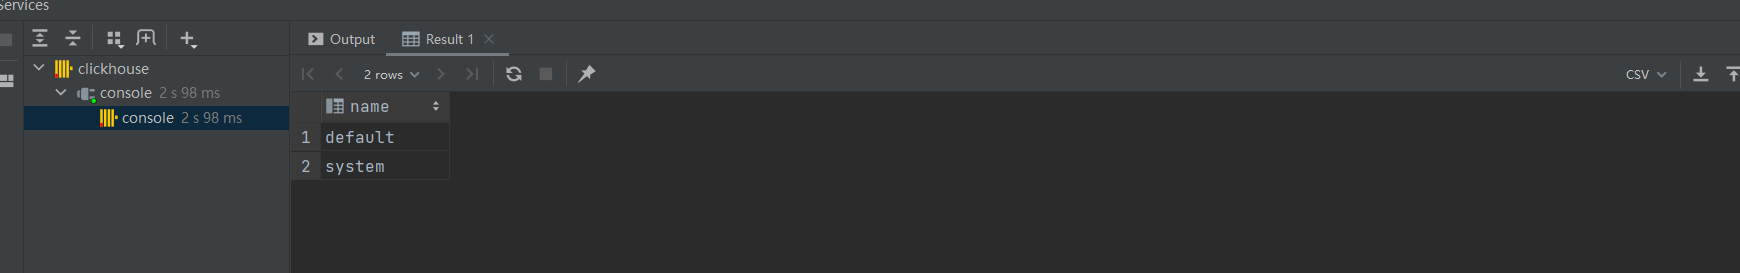 Services
Output
Result 1
clickhouse
2 rows
CSV
console 2 s 98 ms
name
console 2 s 98 ms
1 default
2 system